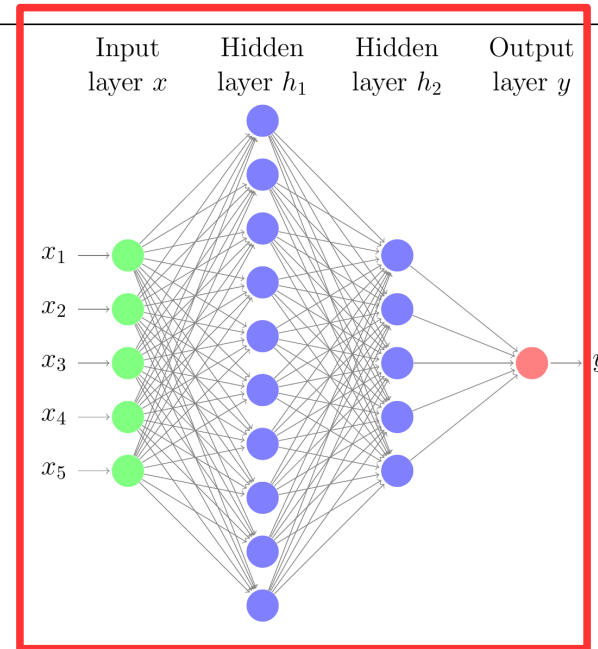 Input Hidden Hidden Output
layer x layer h₁ layer h₂ layer y
x₁
x₂
x₃
y
x₄
x₅